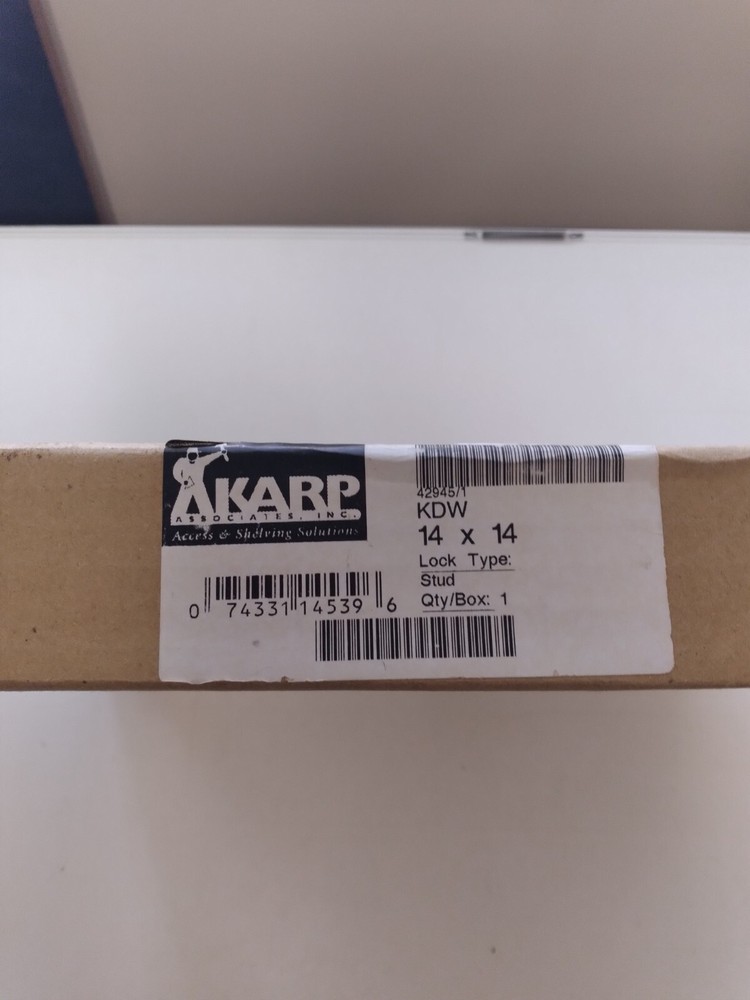 KARP
ASSOCIATES, INC.
Access & Shelving Solutions
0 74331 14539 6
42945/1
KDW
14 x 14
Lock Type:
Stud
Qty/Box: 1